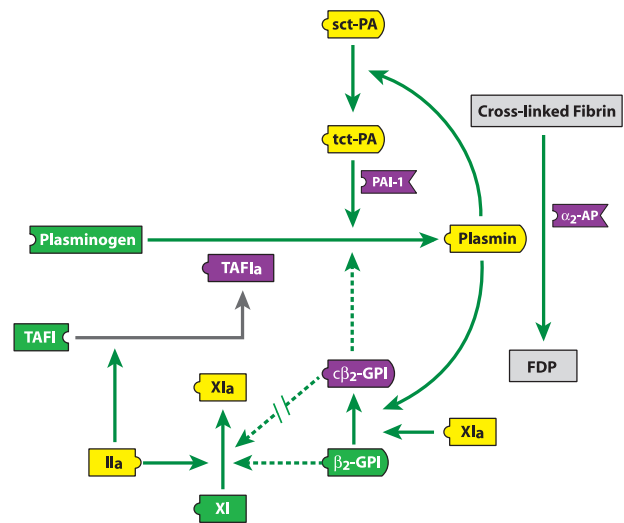 sct-PA
Cross-linked Fibrin
tct-PA
PAI-1
α₂-AP
Plasminogen
Plasmin
TAFIa
TAFI
FDP
cβ₂-GPI
XIa
XIa
IIa
β₂-GPI
XI